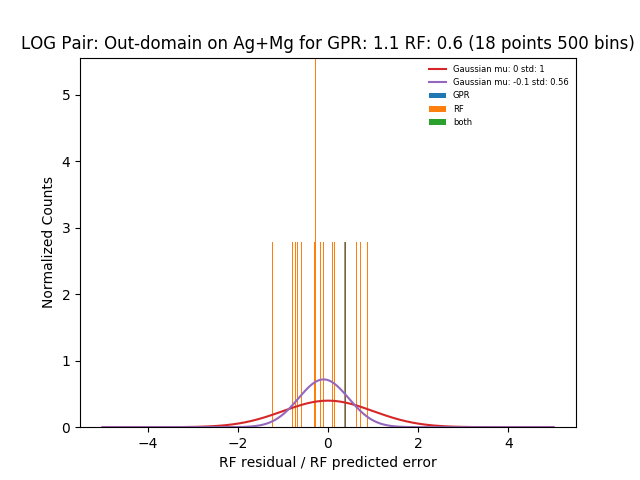 LOG Pair: Out-domain on Ag+Mg for GPR: 1.1 RF: 0.6 (18 points 500 bins)
Gaussian mu: 0 std: 1
Gaussian mu: -0.1 std: 0.56
GPR
RF
both
Normalized Counts
5
4
3
2
1
0
−4
−2
0
2
4
RF residual / RF predicted error